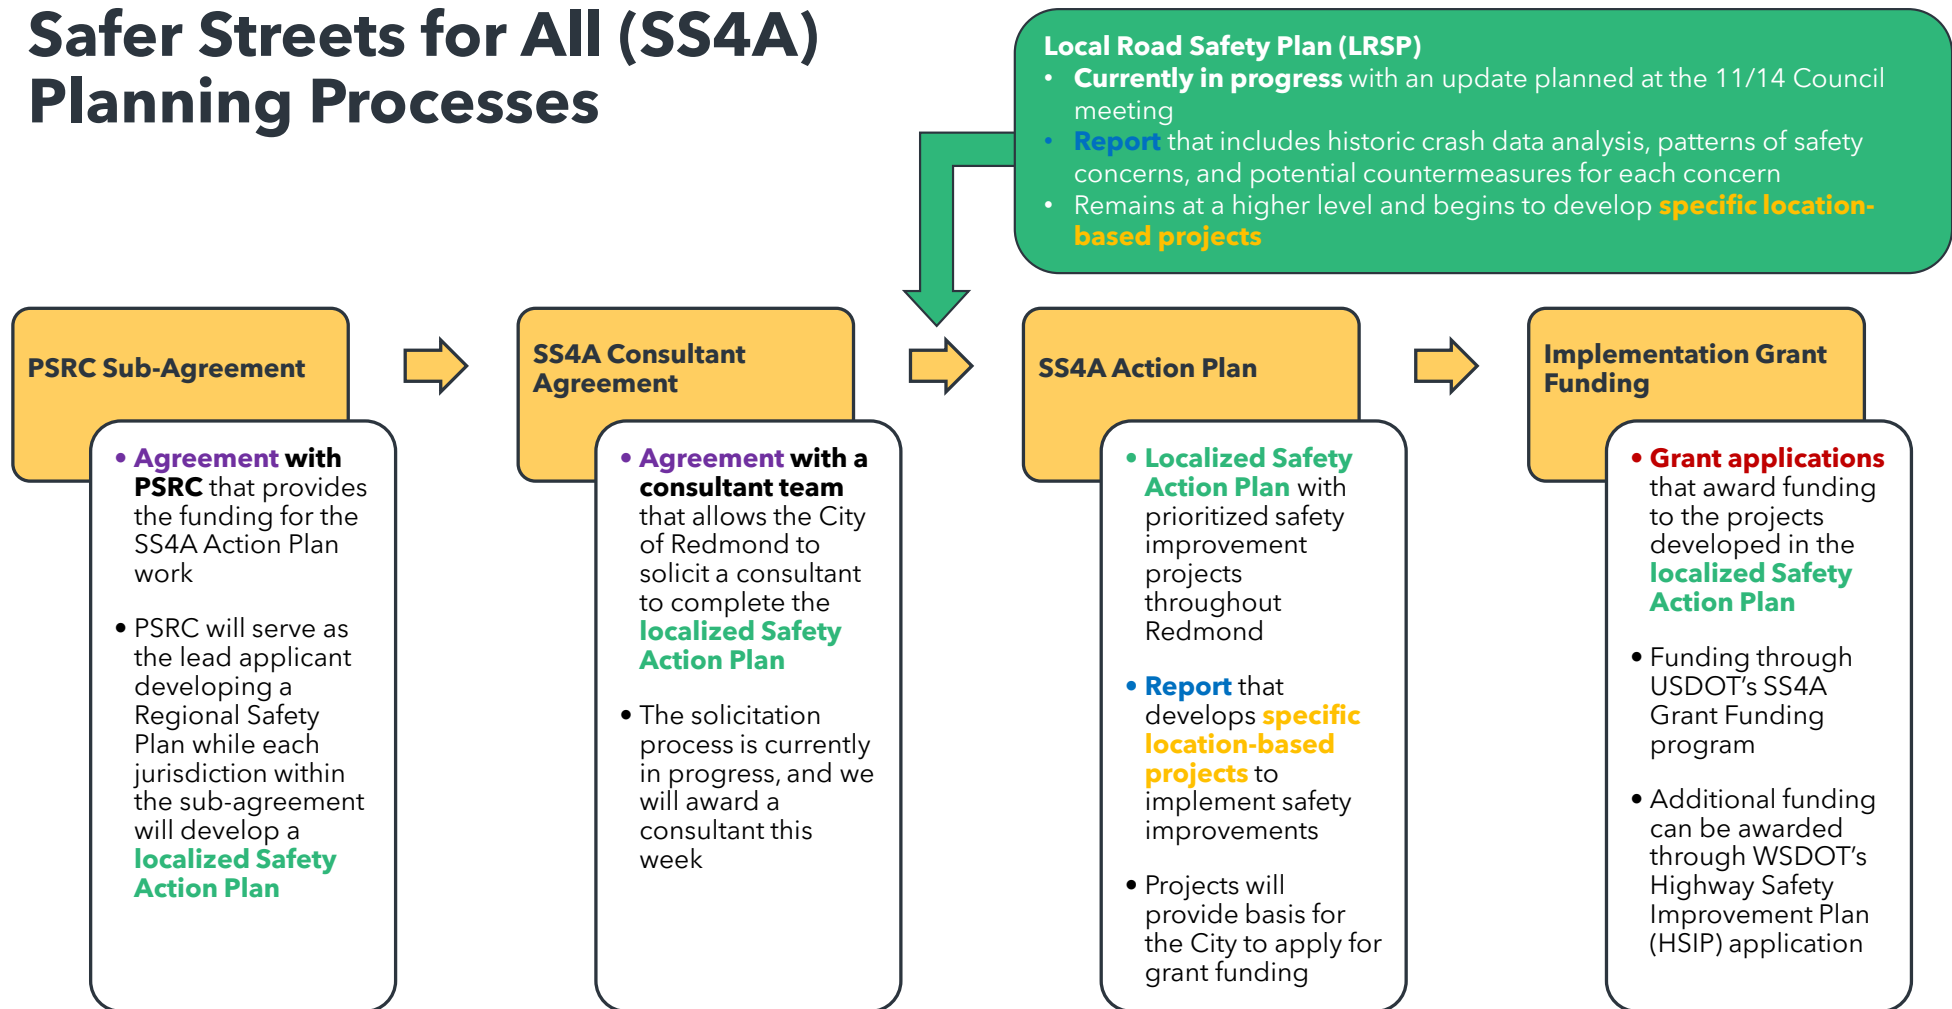 Safer Streets for All (SS4A)
Planning Processes
Local Road Safety Plan (LRSP)
• Currently in progress with an update planned at the 11/14 Council
meeting
• Report that includes historic crash data analysis, patterns of safety
concerns, and potential countermeasures for each concern
• Remains at a higher level and begins to develop specific location-
based projects
PSRC Sub-Agreement
• Agreement with
PSRC that provides
the funding for the
SS4A Action Plan
work
• PSRC will serve as
the lead applicant
developing a
Regional Safety
Plan while each
jurisdiction within
the sub-agreement
will develop a
localized Safety
Action Plan
SS4A Consultant
Agreement
• Agreement with a
consultant team
that allows the City
of Redmond to
solicit a consultant
to complete the
localized Safety
Action Plan
• The solicitation
process is currently
in progress, and we
will award a
consultant this
week
SS4A Action Plan
• Localized Safety
Action Plan with
prioritized safety
improvement
projects
throughout
Redmond
• Report that
develops specific
location-based
projects to
implement safety
improvements
• Projects will
provide basis for
the City to apply for
grant funding
Implementation Grant
Funding
• Grant applications
that award funding
to the projects
developed in the
localized Safety
Action Plan
• Funding through
USDOT's SS4A
Grant Funding
program
• Additional funding
can be awarded
through WSDOT's
Highway Safety
Improvement Plan
(HSIP) application